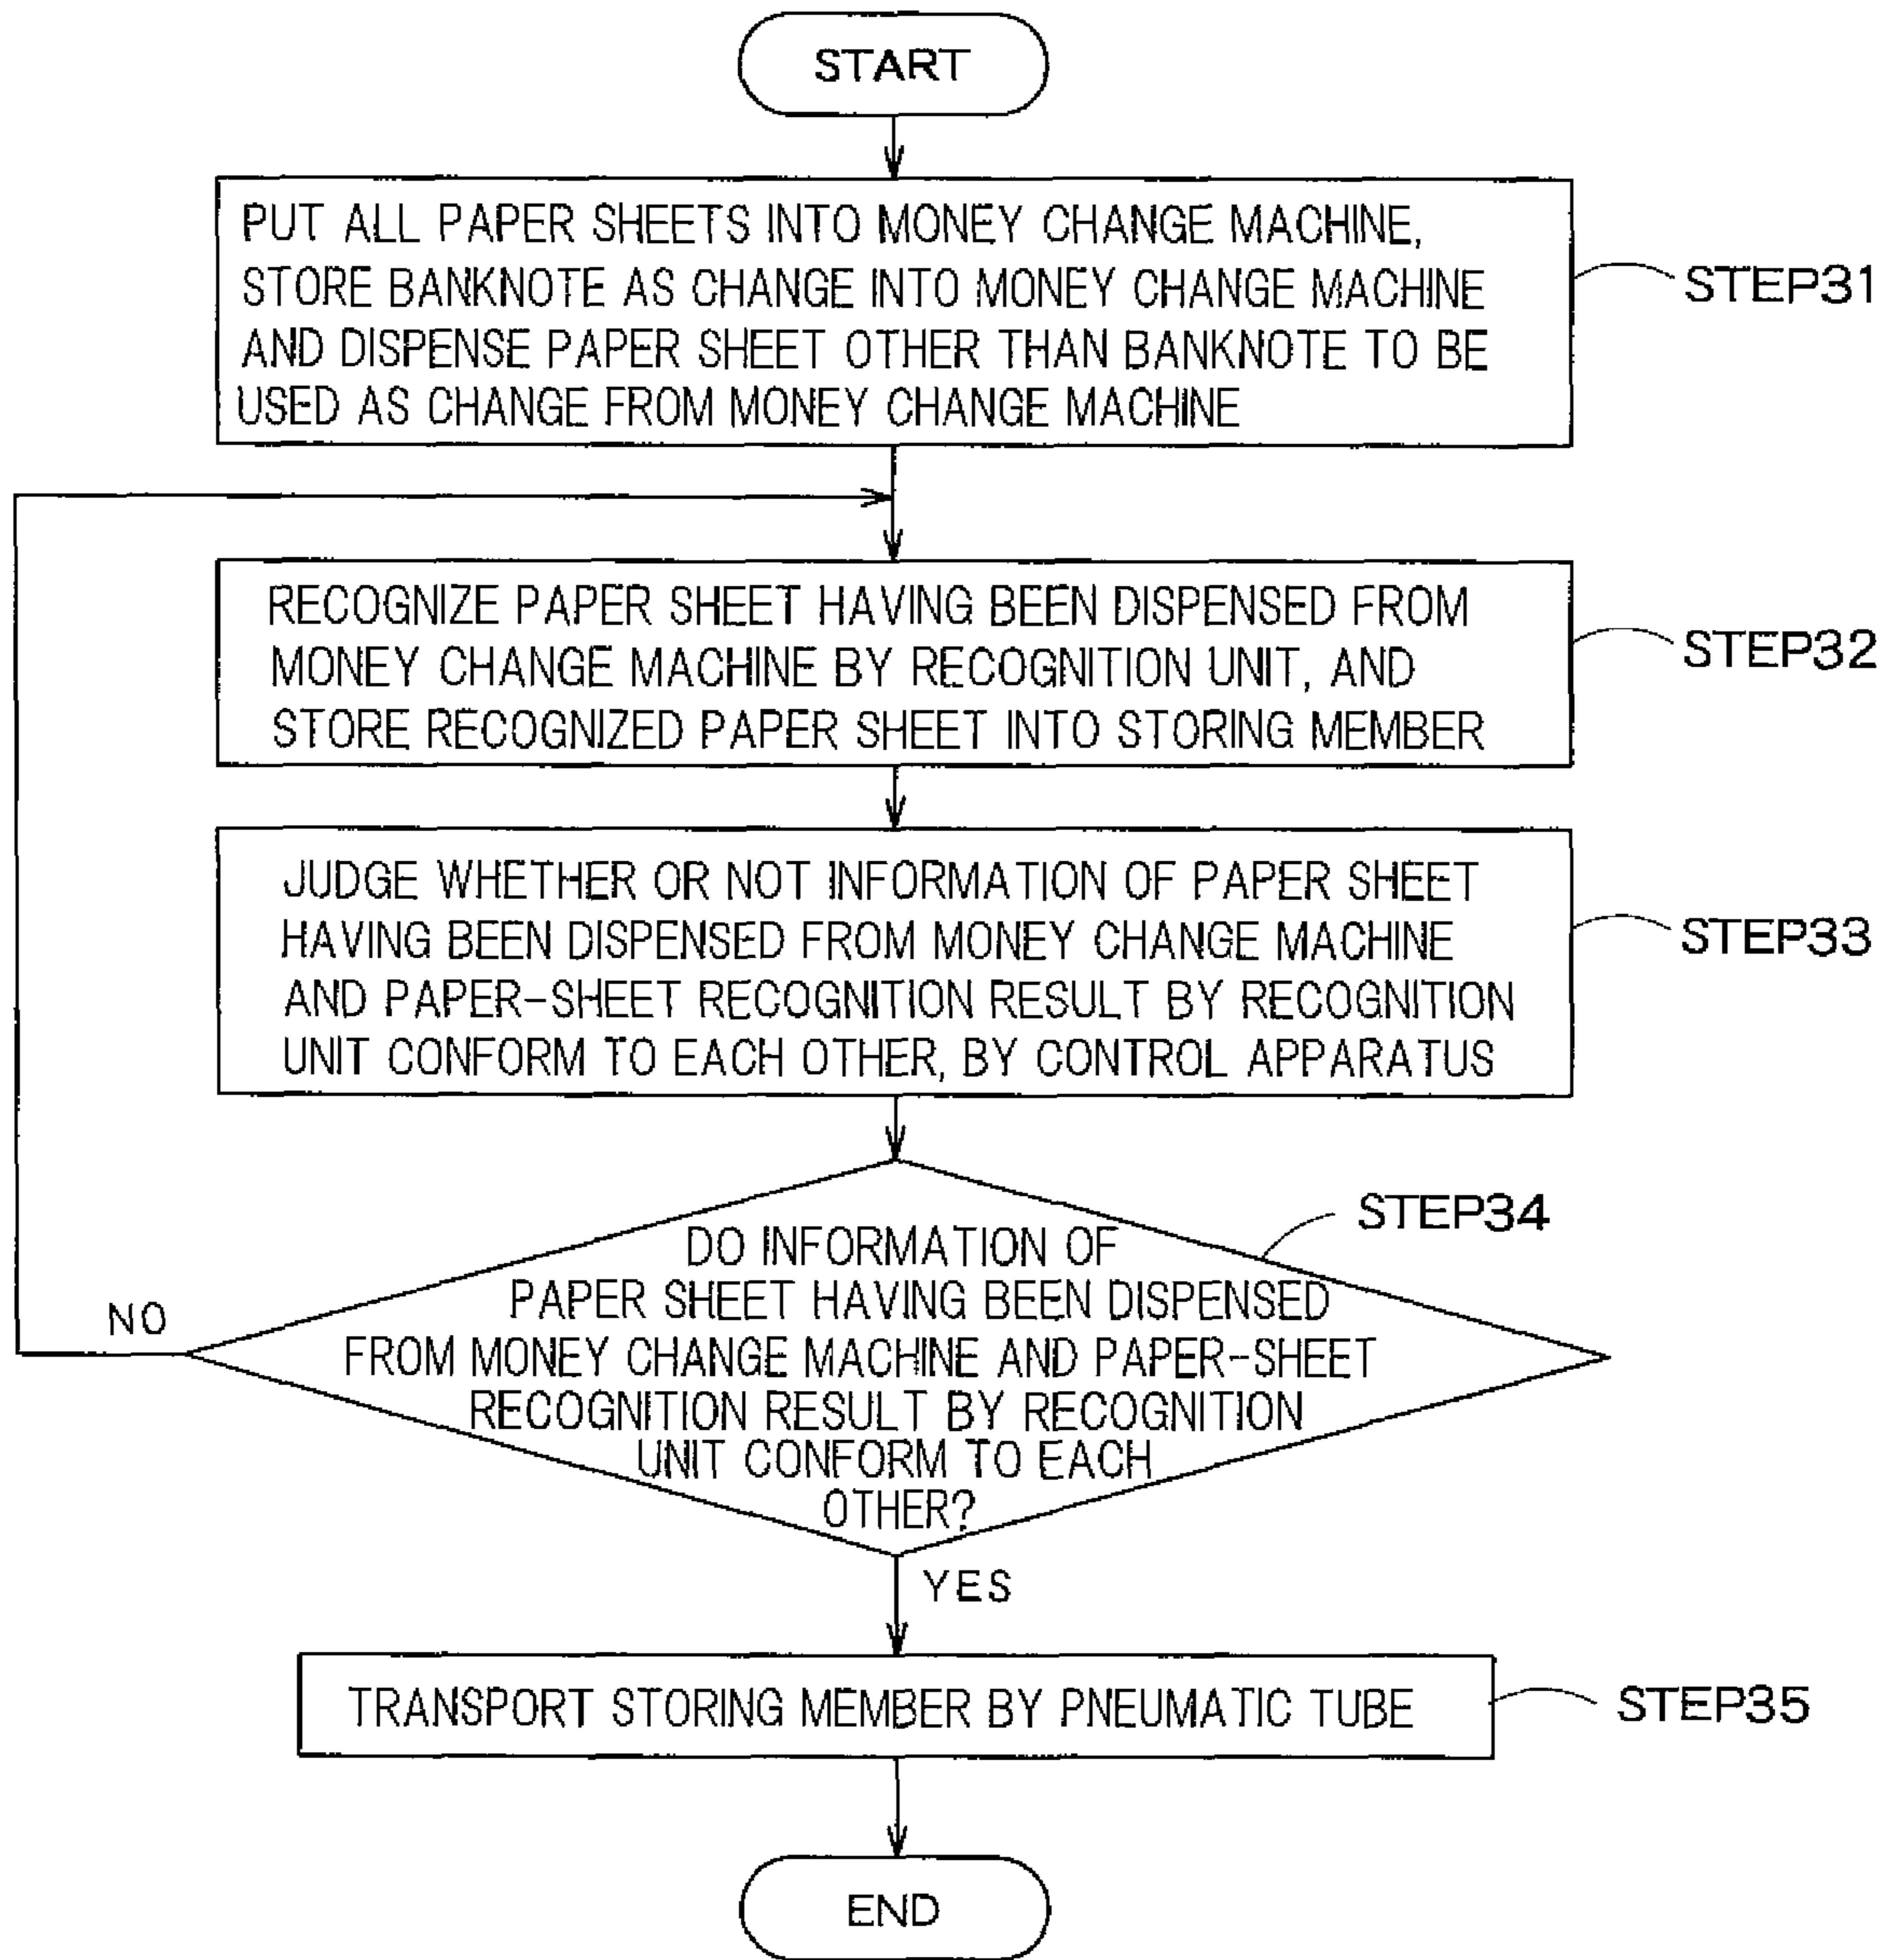 START
PUT ALL PAPER SHEETS INTO MONEY CHANGE MACHINE,
STORE BANKNOTE AS CHANGE INTO MONEY CHANGE MACHINE
AND DISPENSE PAPER SHEET OTHER THAN BANKNOTE TO BE
USED AS CHANGE FROM MONEY CHANGE MACHINE
STEP31
RECOGNIZE PAPER SHEET HAVING BEEN DISPENSED FROM
MONEY CHANGE MACHINE BY RECOGNITION UNIT, AND
STORE RECOGNIZED PAPER SHEET INTO STORING MEMBER
STEP32
JUDGE WHETHER OR NOT INFORMATION OF PAPER SHEET
HAVING BEEN DISPENSED FROM MONEY CHANGE MACHINE
AND PAPER-SHEET RECOGNITION RESULT BY RECOGNITION
UNIT CONFORM TO EACH OTHER, BY CONTROL APPARATUS
STEP33
STEP34
DO INFORMATION OF
PAPER SHEET HAVING BEEN DISPENSED
FROM MONEY CHANGE MACHINE AND PAPER-SHEET
RECOGNITION RESULT BY RECOGNITION
UNIT CONFORM TO EACH
OTHER?
NO
YES
TRANSPORT STORING MEMBER BY PNEUMATIC TUBE
STEP35
END